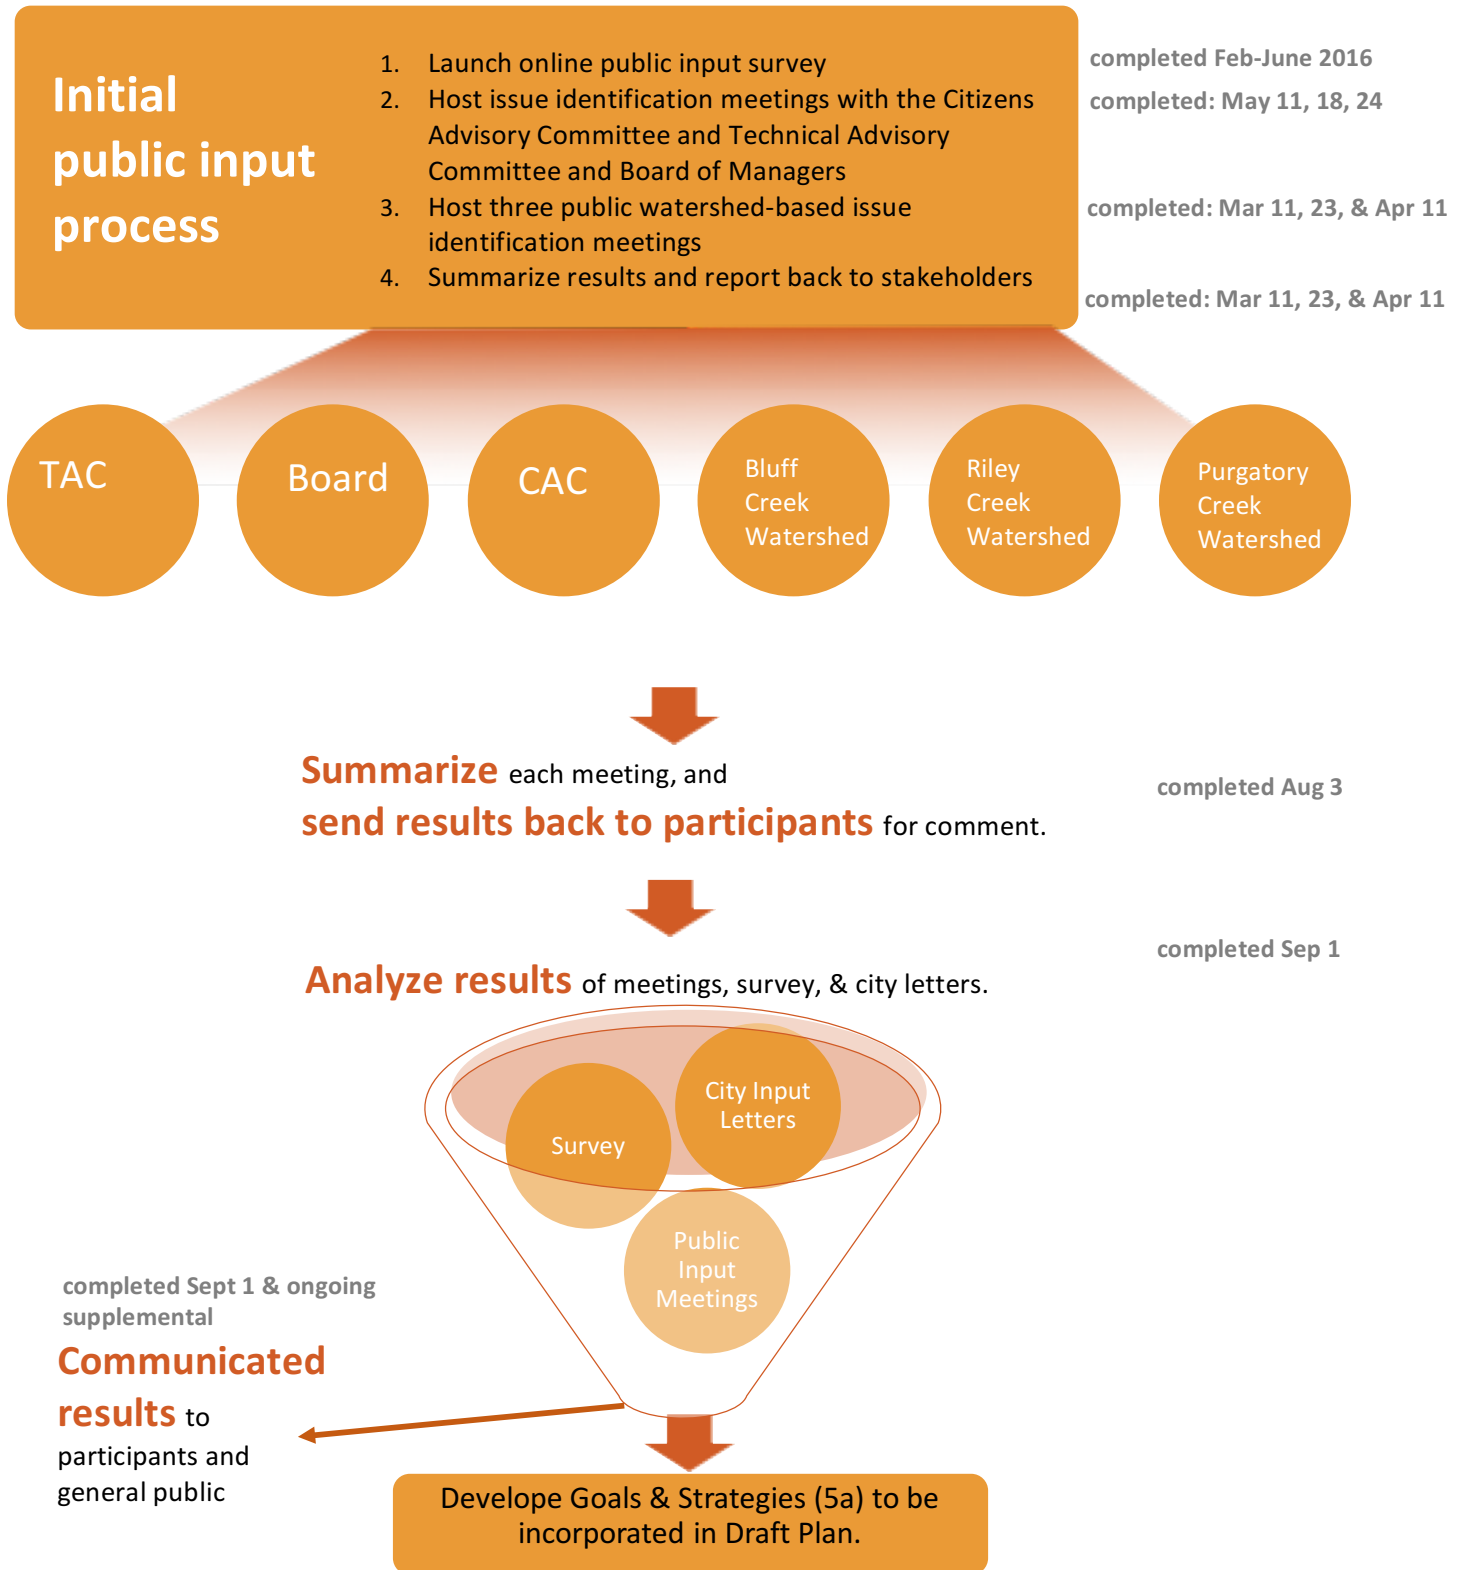 Initial
public input
process
1. Launch online public input survey
2. Host issue identification meetings with the Citizens
Advisory Committee and Technical Advisory
Committee and Board of Managers
3. Host three public watershed-based issue
identification meetings
4. Summarize results and report back to stakeholders
completed Feb-June 2016
completed: May 11, 18, 24
completed: Mar 11, 23, & Apr 11
completed: Mar 11, 23, & Apr 11
TAC
Board
CAC
Bluff
Creek
Watershed
Riley
Creek
Watershed
Purgatory
Creek
Watershed
Summarize each meeting, and
send results back to participants for comment.
completed Aug 3
completed Sep 1
Analyze results of meetings, survey, & city letters.
City Input
Letters
Survey
Public
Input
Meetings
completed Sept 1 & ongoing
supplemental
Communicated
results to
participants and
general public
Develope Goals & Strategies (5a) to be
incorporated in Draft Plan.